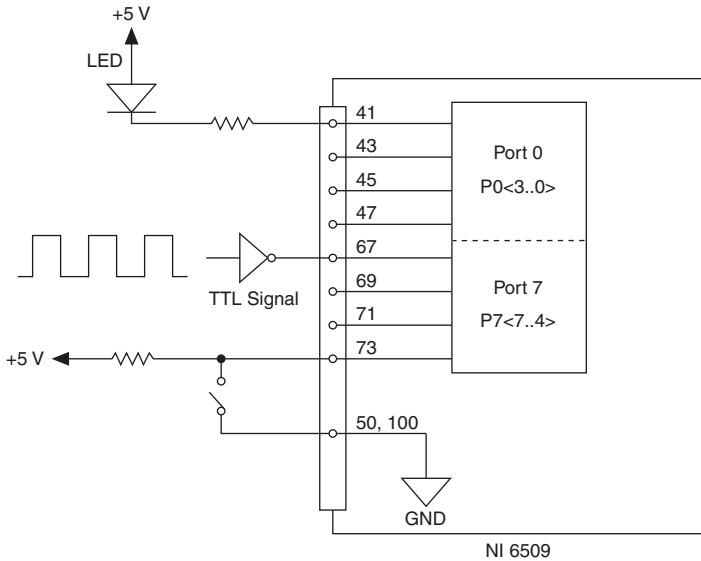 +5 V
LED
41
43
Port 0
45
P0<3..0>
47
67
69
Port 7
TTL Signal
71
P7<7..4>
73
+5 V
50, 100
GND
NI 6509